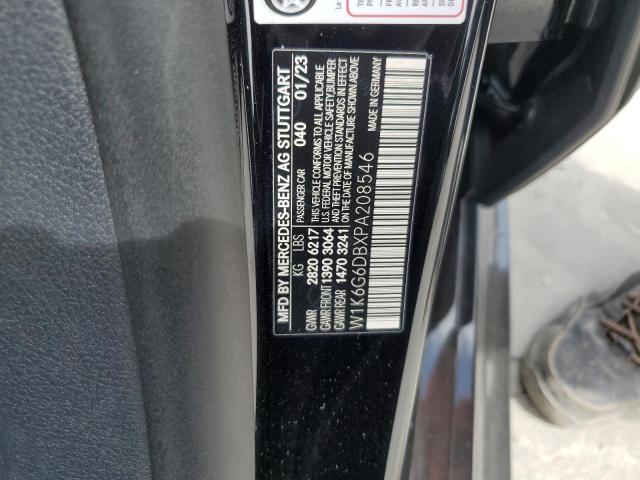 MFD BY MERCEDES-BENZ AG STUTTGART
PASSENGER CAR 040 01/23
KG LBS
GVWR 2820 6217
GAWR FRONT 1390 3064
GAWR REAR 1470 3241
THIS VEHICLE CONFORMS TO ALL APPLICABLE
U.S. FEDERAL MOTOR VEHICLE SAFETY,BUMPER
AND THEFT PREVENTION STANDARDS IN EFFECT
ON THE DATE OF MANUFACTURE SHOWN ABOVE
W1K6G6DBXPA208546
MADE IN GERMANY